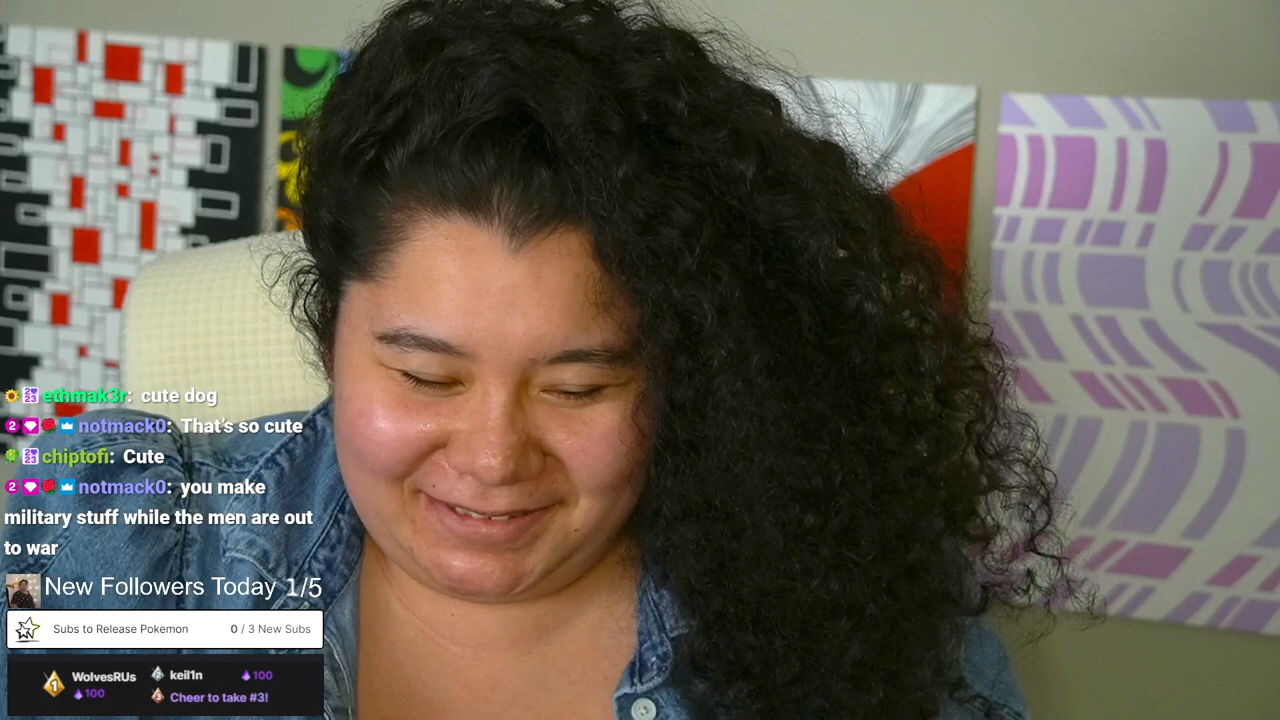 ethmak3r: cute dog
notmack0: That's so cute
chiptofi: Cute
notmack0: you make
military stuff while the men are out
to war
New Followers Today 1/5
Subs to Release Pokemon 0 / 3 New Subs
1 WolvesRUs 100
keil1n 100
3 Cheer to take #3!